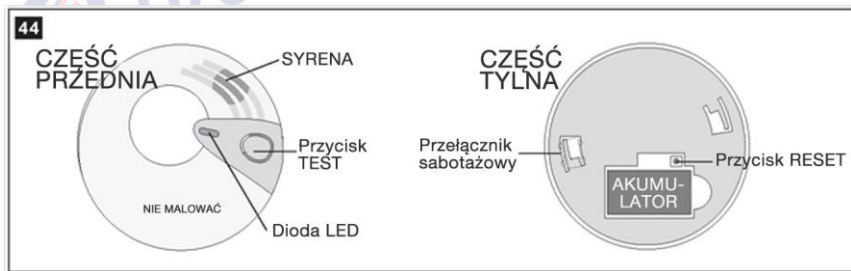 44
CZĘŚĆ
PRZEDNIA
SYRENA
Przycisk
TEST
Dioda LED
NIE MALOWAĆ
CZĘŚĆ
TYLNA
Przełącznik
sabotażowy
Przycisk RESET
AKUMU-
LATOR